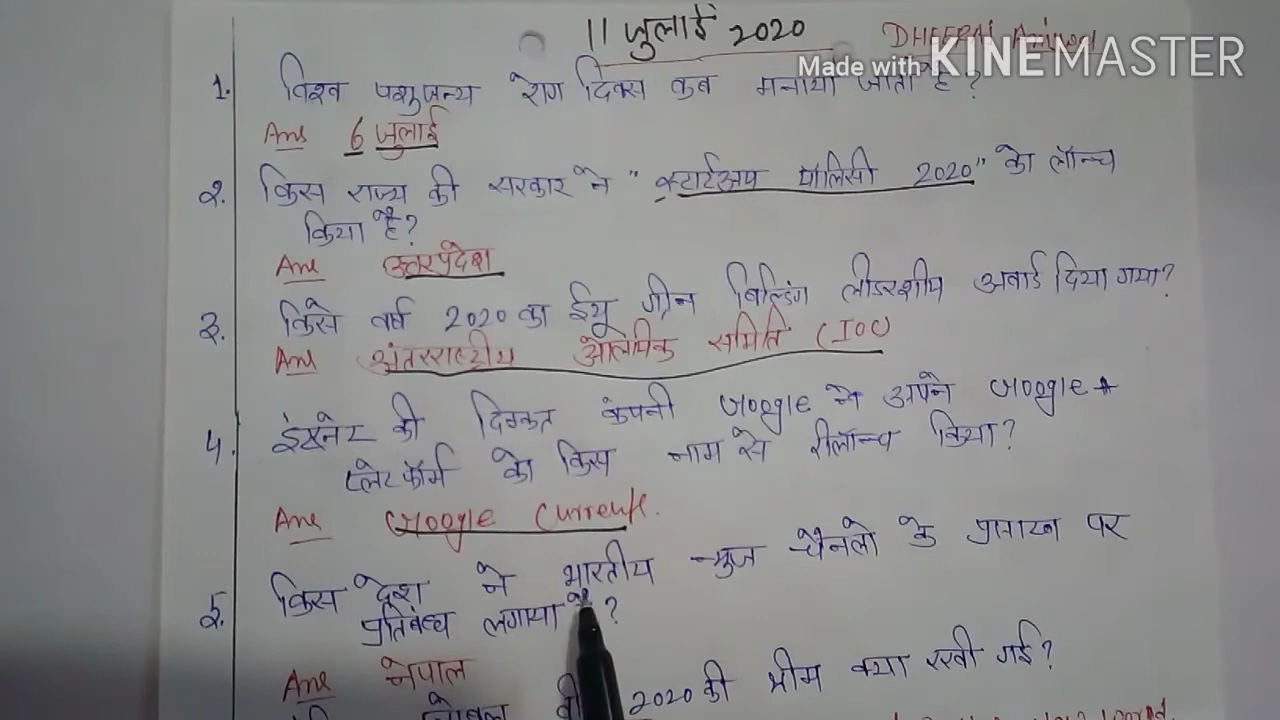 11 जुलाई 2020
Made with KINEMASTER
1. विश्व पशुजन्य रोग दिवस कब मनाया जाता है?
Ans 6 जुलाई
2. किस राज्य की सरकार ने "स्टार्टअप पॉलिसी 2020" को लॉन्च
किया है?
Ans उत्तरप्रदेश
3. किसे वर्ष 2020 का ईयू ग्रीन बिल्डिंग लीडरशीप अवार्ड दिया गया?
Ans अंतरराष्ट्रीय ओलंपिक समिति (IOC)
4. इंटरनेट की दिग्गज कंपनी Google ने अपने Google+
प्लेटफॉर्म को किस नाम से रीलॉन्च किया?
Ans Google Currents.
5. किस देश ने भारतीय न्यूज चैनलो के प्रसारण पर
प्रतिबंध लगाया है?
Ans नेपाल
2020 की थीम क्या रखी गई?